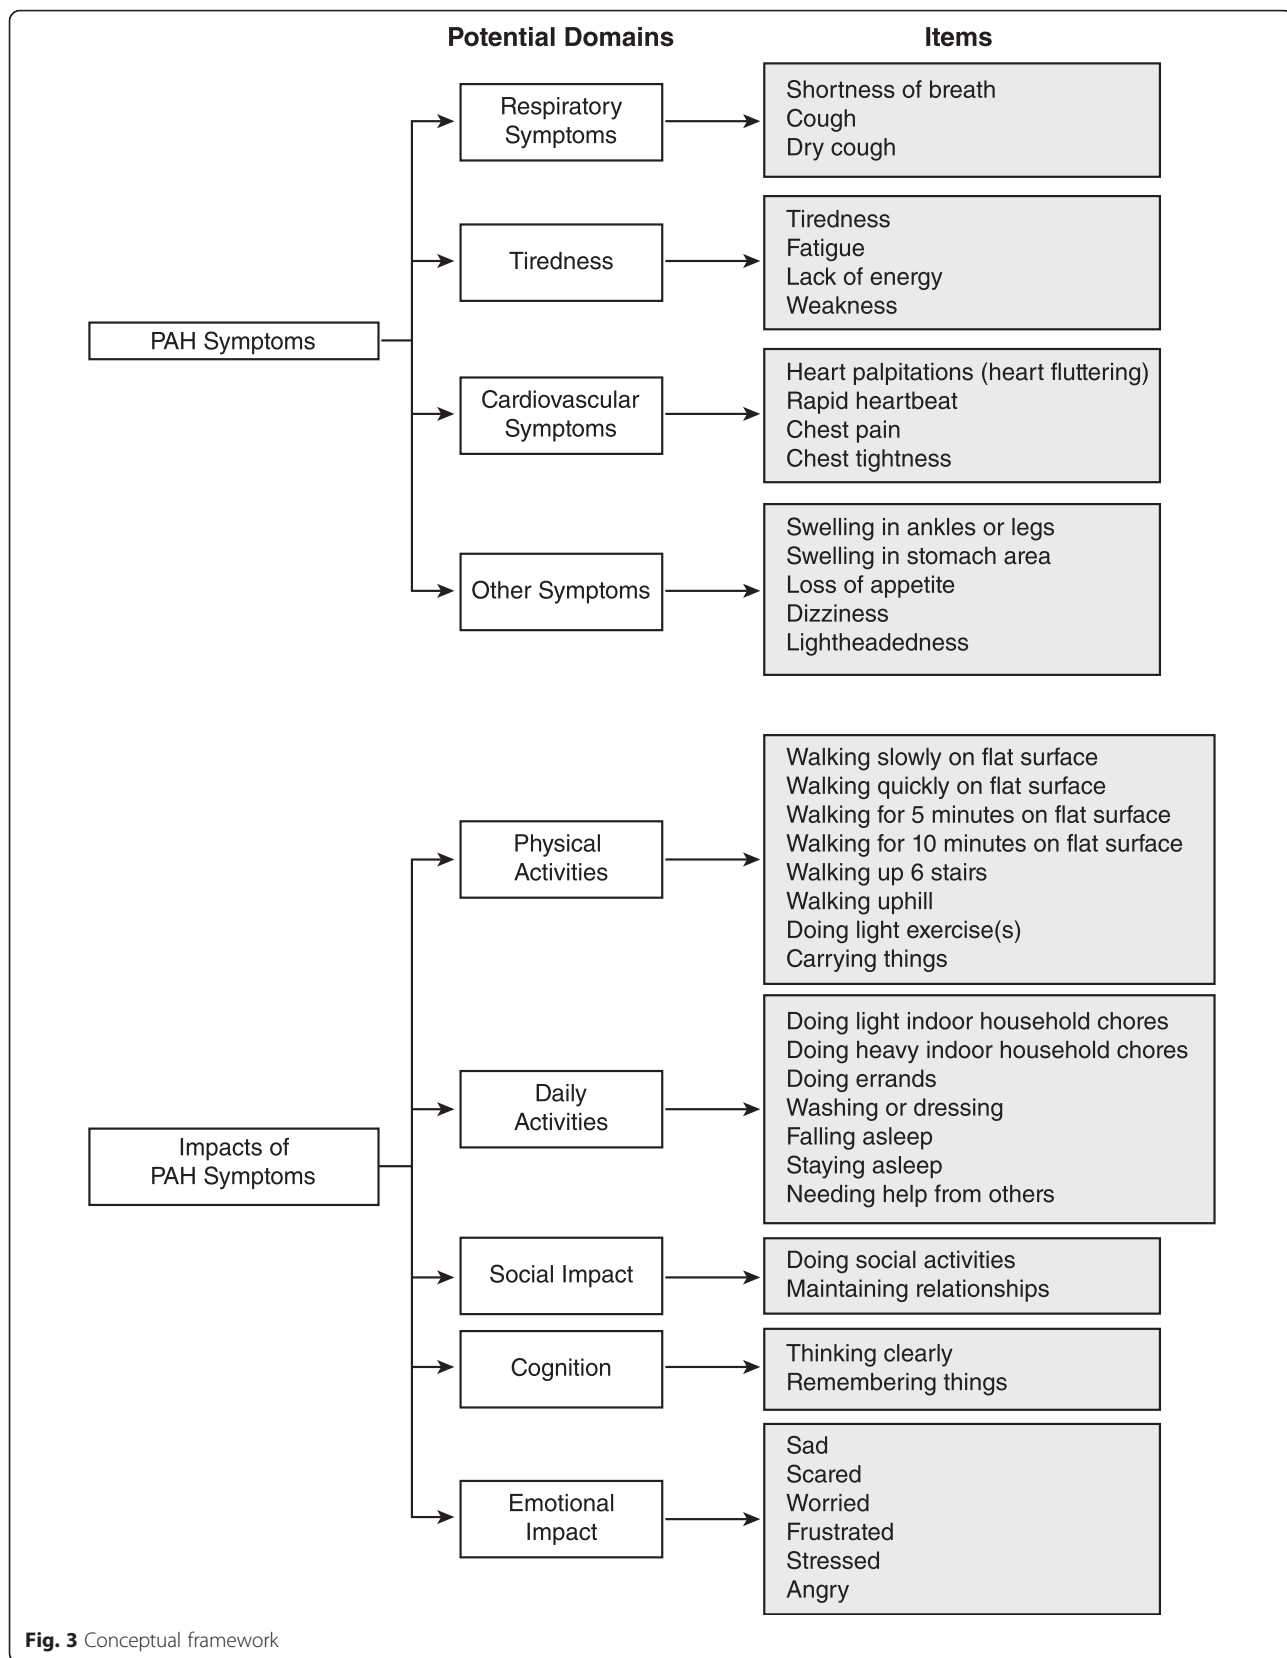 Potential Domains
Items
PAH Symptoms
Respiratory
Symptoms
Shortness of breath
Cough
Dry cough
Tiredness
Tiredness
Fatigue
Lack of energy
Weakness
Cardiovascular
Symptoms
Heart palpitations (heart fluttering)
Rapid heartbeat
Chest pain
Chest tightness
Other Symptoms
Swelling in ankles or legs
Swelling in stomach area
Loss of appetite
Dizziness
Lightheadedness
Impacts of
PAH Symptoms
Physical
Activities
Walking slowly on flat surface
Walking quickly on flat surface
Walking for 5 minutes on flat surface
Walking for 10 minutes on flat surface
Walking up 6 stairs
Walking uphill
Doing light exercise(s)
Carrying things
Daily
Activities
Doing light indoor household chores
Doing heavy indoor household chores
Doing errands
Washing or dressing
Falling asleep
Staying asleep
Needing help from others
Social Impact
Doing social activities
Maintaining relationships
Cognition
Thinking clearly
Remembering things
Emotional
Impact
Sad
Scared
Worried
Frustrated
Stressed
Angry
Fig. 3 Conceptual framework